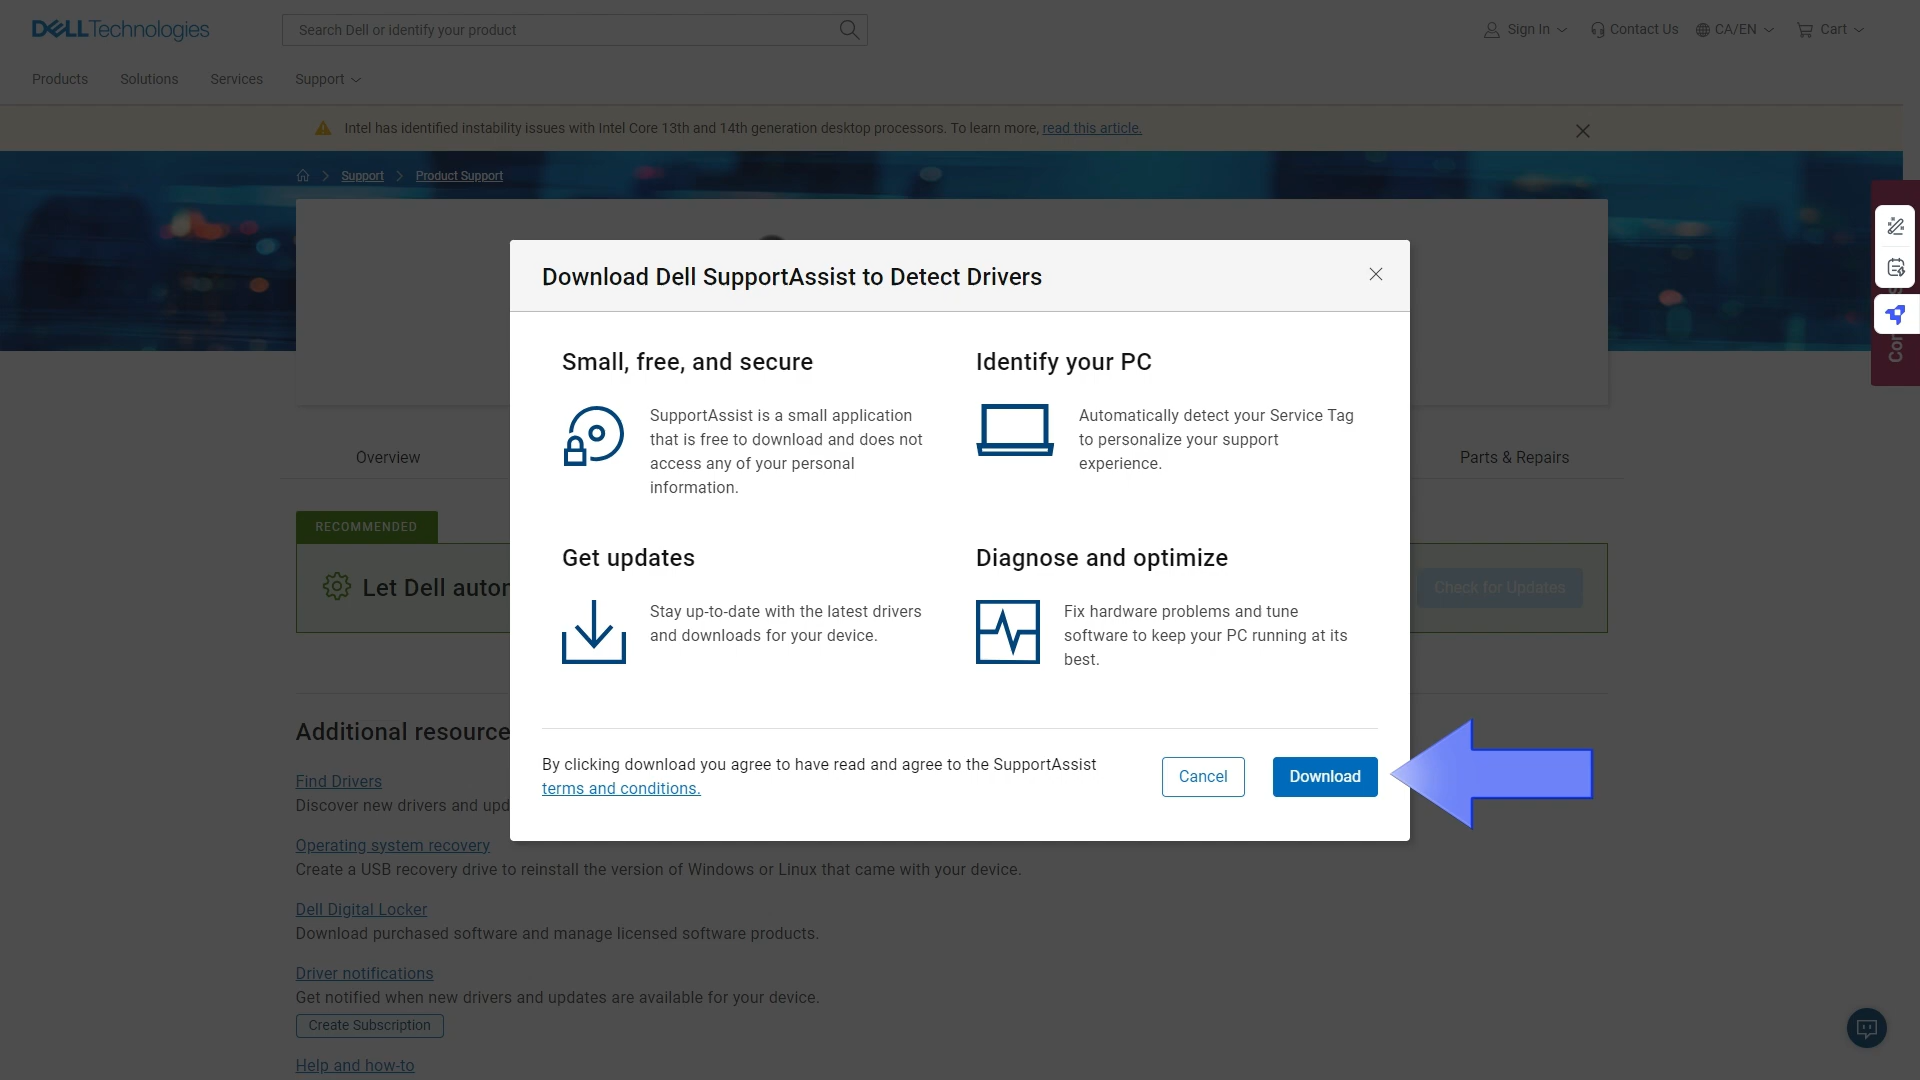 DELLTechnologies
Search Dell or identify your product
Sign In
Contact Us
CA/EN
Cart
Products
Solutions
Services
Support
Intel has identified instability issues with Intel Core 13th and 14th generation desktop processors. To learn more, read this article.
Support
Product Support
Download Dell SupportAssist to Detect Drivers
Small, free, and secure
SupportAssist is a small application
that is free to download and does not
access any of your personal
information.
Identify your PC
Automatically detect your Service Tag
to personalize your support
experience.
Get updates
Stay up-to-date with the latest drivers
and downloads for your device.
Diagnose and optimize
Fix hardware problems and tune
software to keep your PC running at its
best.
By clicking download you agree to have read and agree to the SupportAssist
terms and conditions.
Cancel
Download
Overview
Parts & Repairs
RECOMMENDED
Let Dell autor
Check for Updates
Additional resource
Find Drivers
Discover new drivers and upd
Operating system recovery
Create a USB recovery drive to reinstall the version of Windows or Linux that came with your device.
Dell Digital Locker
Download purchased software and manage licensed software products.
Driver notifications
Get notified when new drivers and updates are available for your device.
Create Subscription
Help and how-to